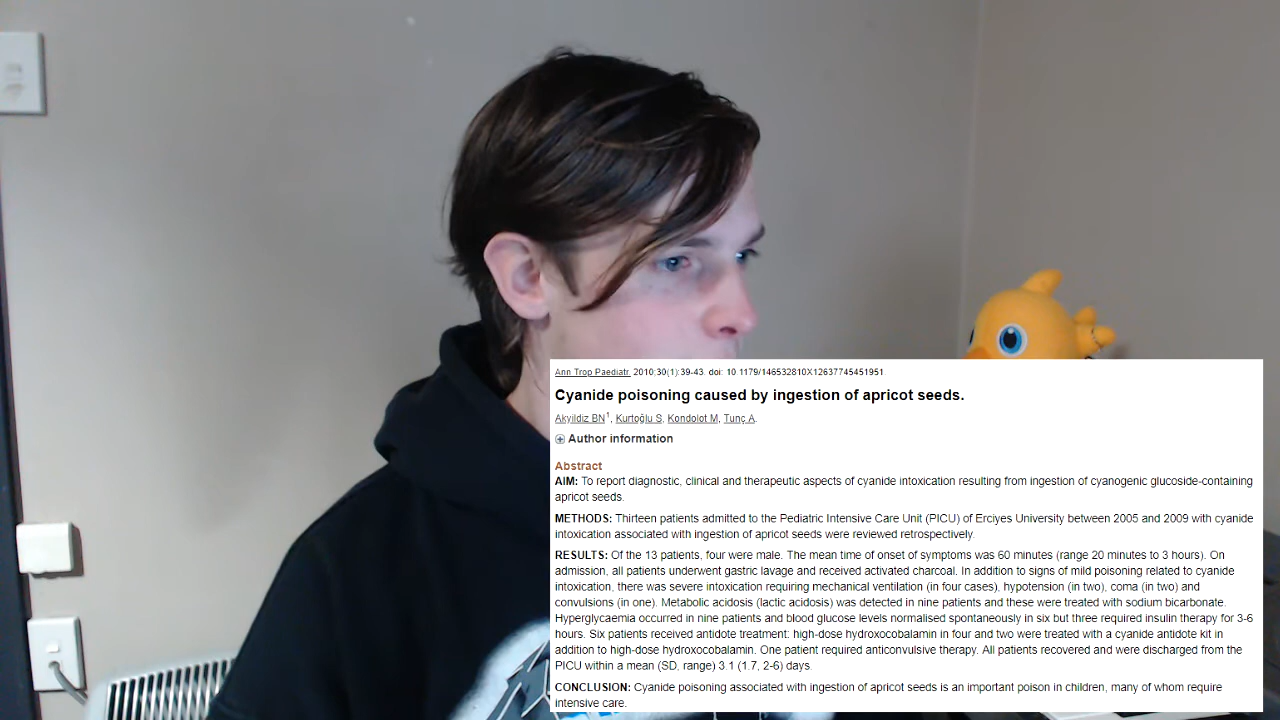 Ann Trop Paediatr. 2010;30(1):39-43. doi: 10.1179/146532810X12637745451951
Cyanide poisoning caused by ingestion of apricot seeds.
Akyildiz BN1, Kurtoğlu S, Kondolot M, Tunç A.
Author information
Abstract
AIM: To report diagnostic, clinical and therapeutic aspects of cyanide intoxication resulting from ingestion of cyanogenic glucoside-containing
apricot seeds.
METHODS: Thirteen patients admitted to the Pediatric Intensive Care Unit (PICU) of Erciyes University between 2005 and 2009 with cyanide
intoxication associated with ingestion of apricot seeds were reviewed retrospectively.
RESULTS: Of the 13 patients, four were male. The mean time of onset of symptoms was 60 minutes (range 20 minutes to 3 hours). On
admission, all patients underwent gastric lavage and received activated charcoal. In addition to signs of mild poisoning related to cyanide
intoxication, there was severe intoxication requiring mechanical ventilation (in four cases), hypotension (in two), coma (in two) and
convulsions (in one). Metabolic acidosis (lactic acidosis) was detected in nine patients and these were treated with sodium bicarbonate.
Hyperglycaemia occurred in nine patients and blood glucose levels normalised spontaneously in six but three required insulin therapy for 3-6
hours. Six patients received antidote treatment: high-dose hydroxocobalamin in four and two were treated with a cyanide antidote kit in
addition to high-dose hydroxocobalamin. One patient required anticonvulsive therapy. All patients recovered and were discharged from the
PICU within a mean (SD, range) 3.1 (1.7, 2-6) days.
CONCLUSION: Cyanide poisoning associated with ingestion of apricot seeds is an important poison in children, many of whom require
intensive care.